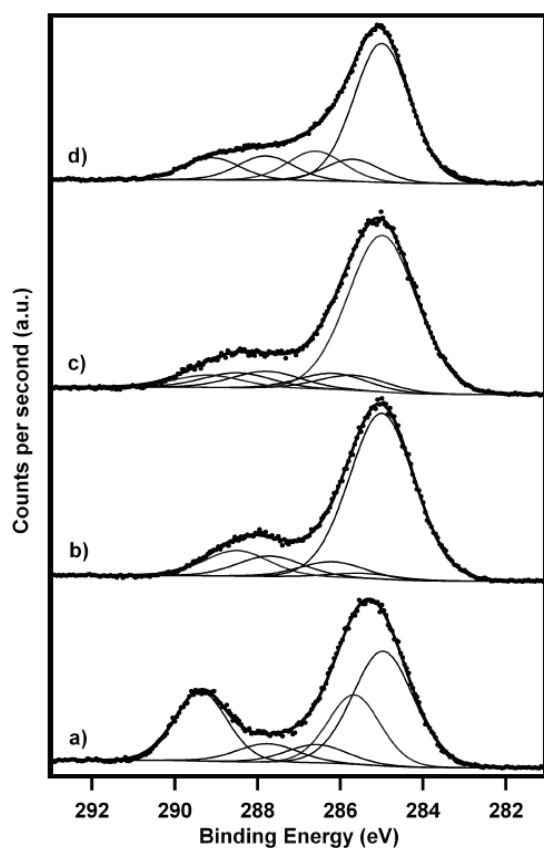 d)
c)
b)
a)
Counts per second (a.u.)
292 290 288 286 284 282
Binding Energy (eV)